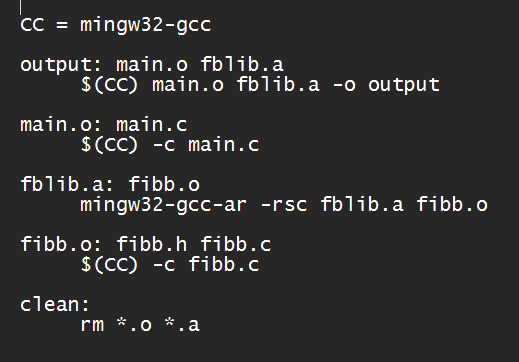 CC = mingw32-gcc
output: main.o fblib.a
$(CC) main.o fblib.a -o output
main.o: main.c
$(CC) -c main.c
fblib.a: fibb.o
mingw32-gcc-ar -rsc fblib.a fibb.o
fibb.o: fibb.h fibb.c
$(CC) -c fibb.c
clean:
rm *.o *.a